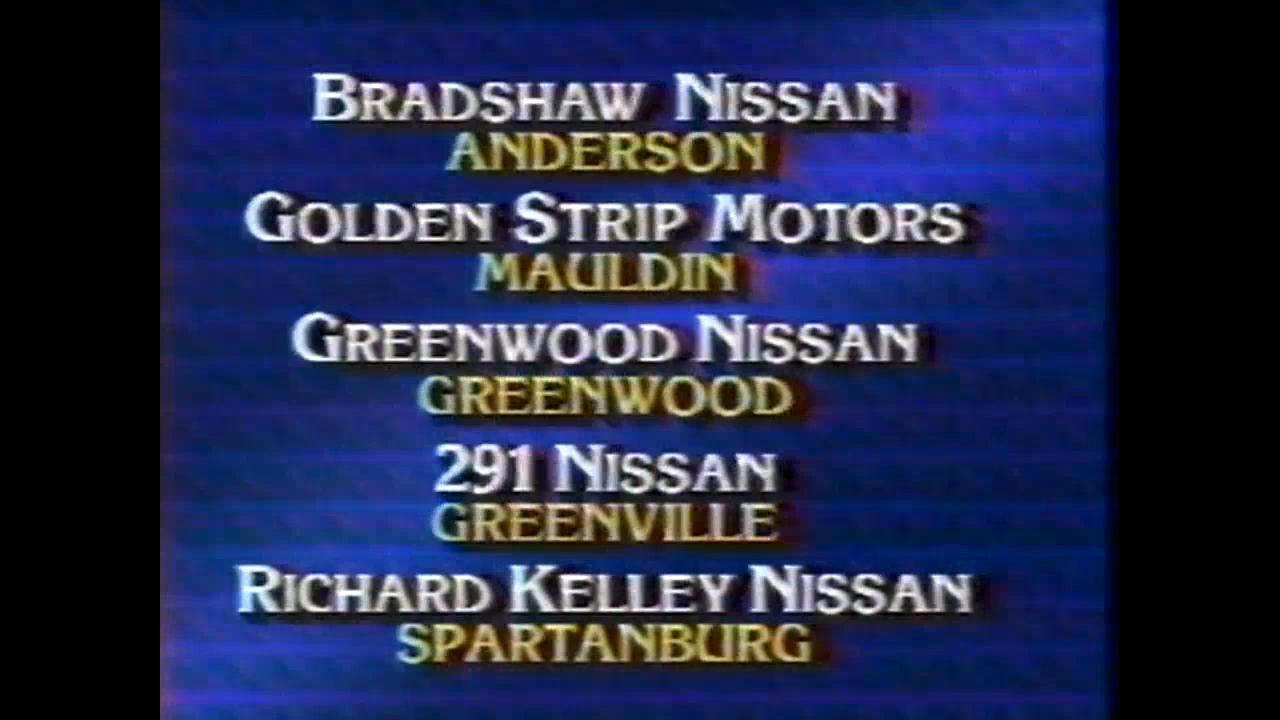 BRADSHAW NISSAN
ANDERSON
GOLDEN STRIP MOTORS
MAULDIN
GREENWOOD NISSAN
GREENWOOD
291 NISSAN
GREENVILLE
RICHARD KELLEY NISSAN
SPARTANBURG